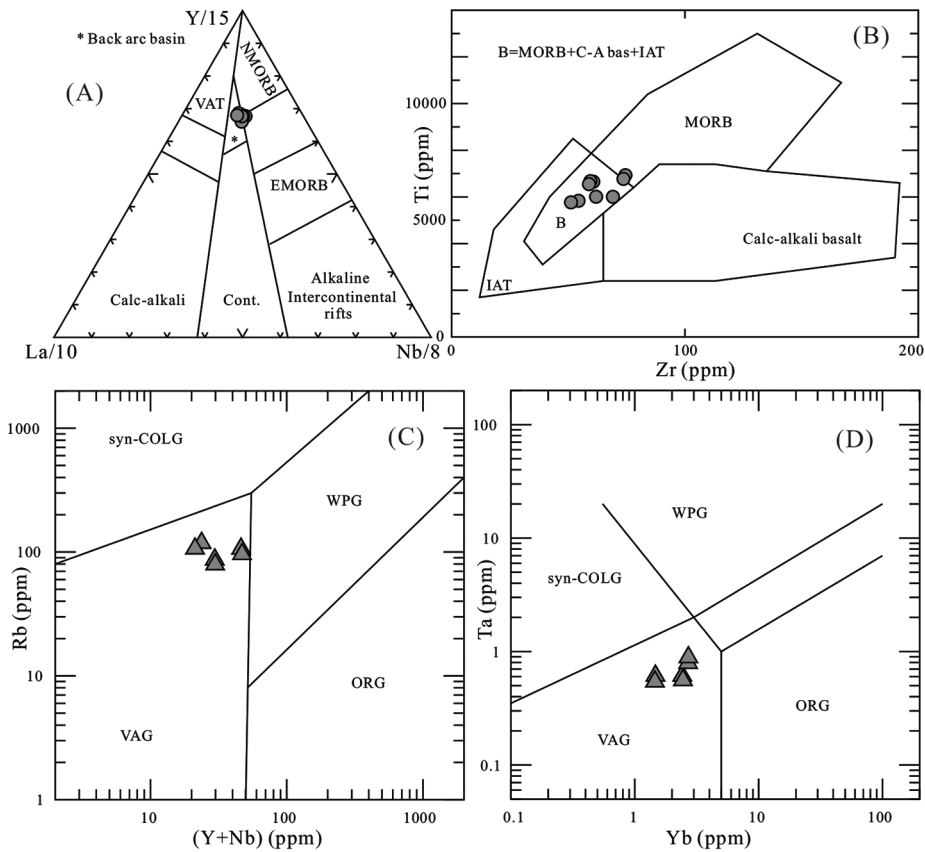 Y/15
* Back arc basin
(A)
NMORB
VAT
*
EMORB
Calc-alkali
Cont.
Alkaline
Intercontinental
rifts
La/10
Nb/8
(B)
B=MORB+C-A bas+IAT
10000
5000
0
Ti (ppm)
MORB
B
IAT
Calc-alkali basalt
0
100
200
Zr (ppm)
(C)
1000
100
10
1
Rb (ppm)
syn-COLG
WPG
VAG
ORG
10
100
1000
(Y+Nb) (ppm)
(D)
100
10
1
0.1
Ta (ppm)
WPG
syn-COLG
VAG
ORG
0.1
1
10
100
Yb (ppm)